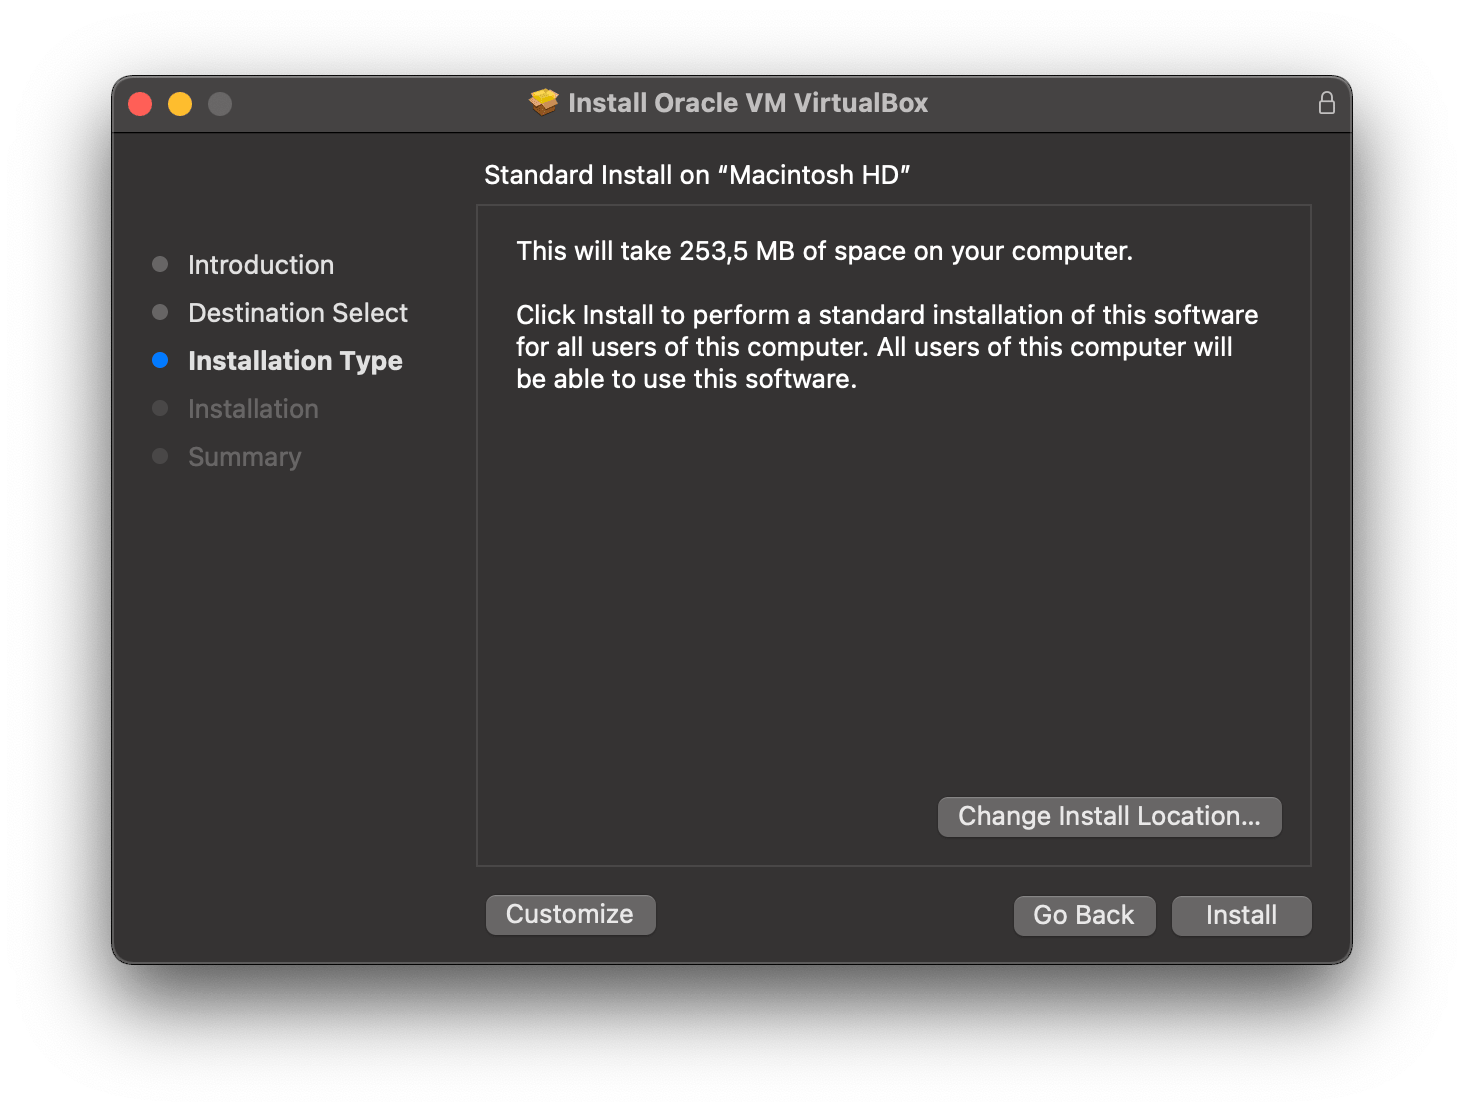 Install Oracle VM VirtualBox
Standard Install on “Macintosh HD”
Introduction
Destination Select
Installation Type
Installation
Summary
This will take 253,5 MB of space on your computer.
Click Install to perform a standard installation of this software
for all users of this computer. All users of this computer will
be able to use this software.
Change Install Location...
Customize
Go Back
Install